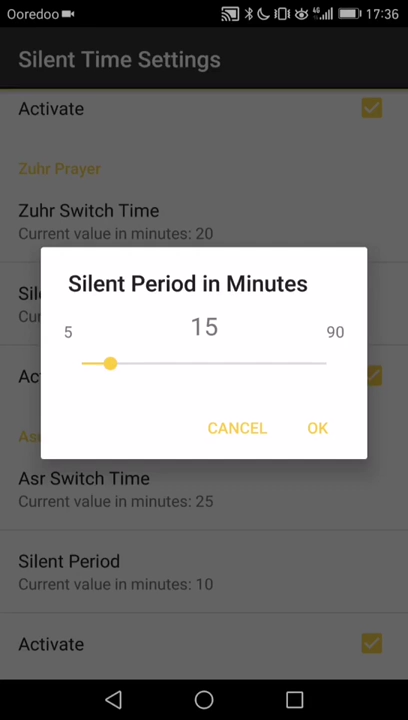 Ooredoo
4G
17:36
Silent Time Settings
Activate
Zuhr Prayer
Zuhr Switch Time
Current value in minutes: 20
Silent Period in Minutes
5
15
90
CANCEL
OK
Asr Switch Time
Current value in minutes: 25
Silent Period
Current value in minutes: 10
Activate